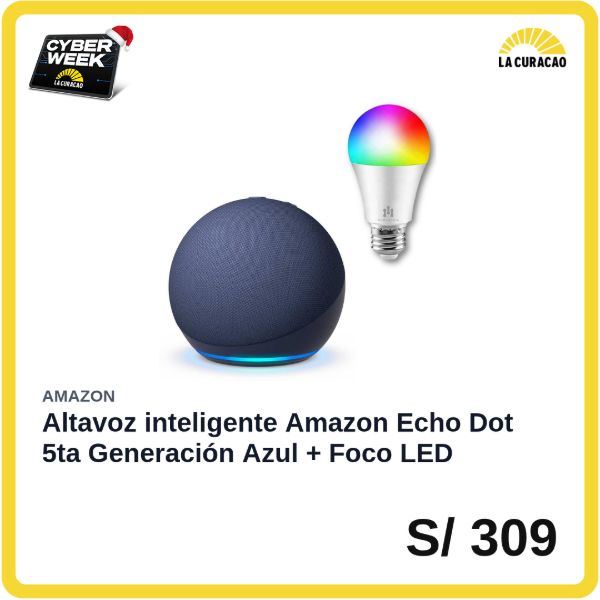 CYBER
WEEK
LA CURACAO
LA CURACAO
AMAZON
Altavoz inteligente Amazon Echo Dot
5ta Generación Azul + Foco LED
S/ 309